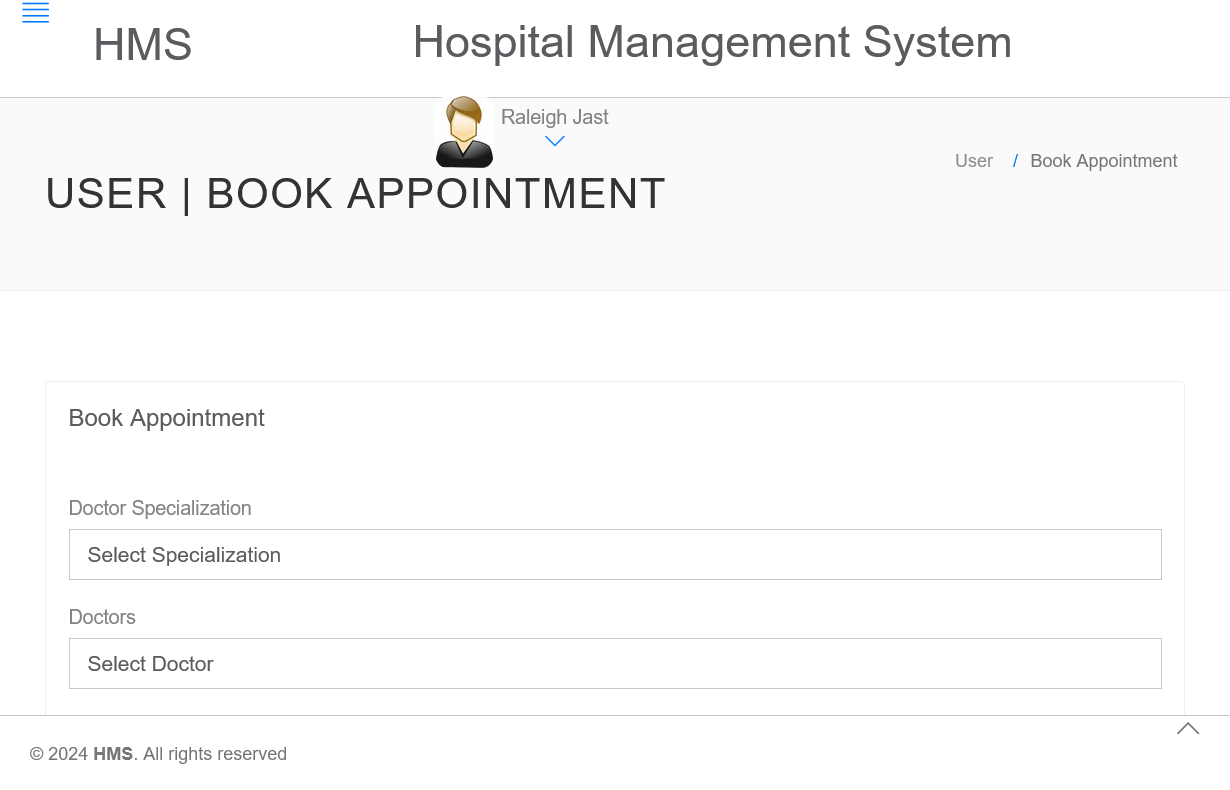 HMS
Hospital Management System
Raleigh Jast
User / Book Appointment
USER | BOOK APPOINTMENT
Book Appointment
Doctor Specialization
Select Specialization
Doctors
Select Doctor
© 2024 HMS. All rights reserved